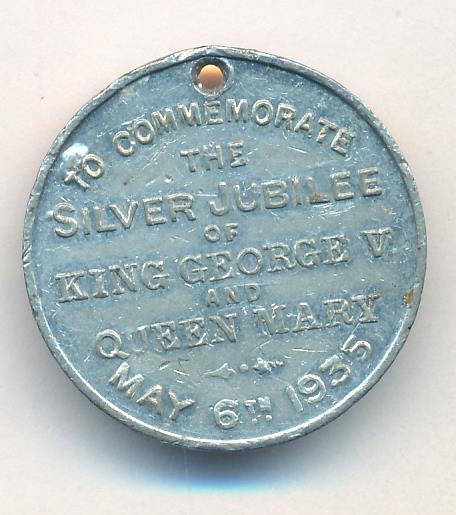 TO COMMEMORATE
THE
SILVER JUBILEE
OF
KING GEORGE V
AND
QUEEN MARY
MAY 6TH 1935